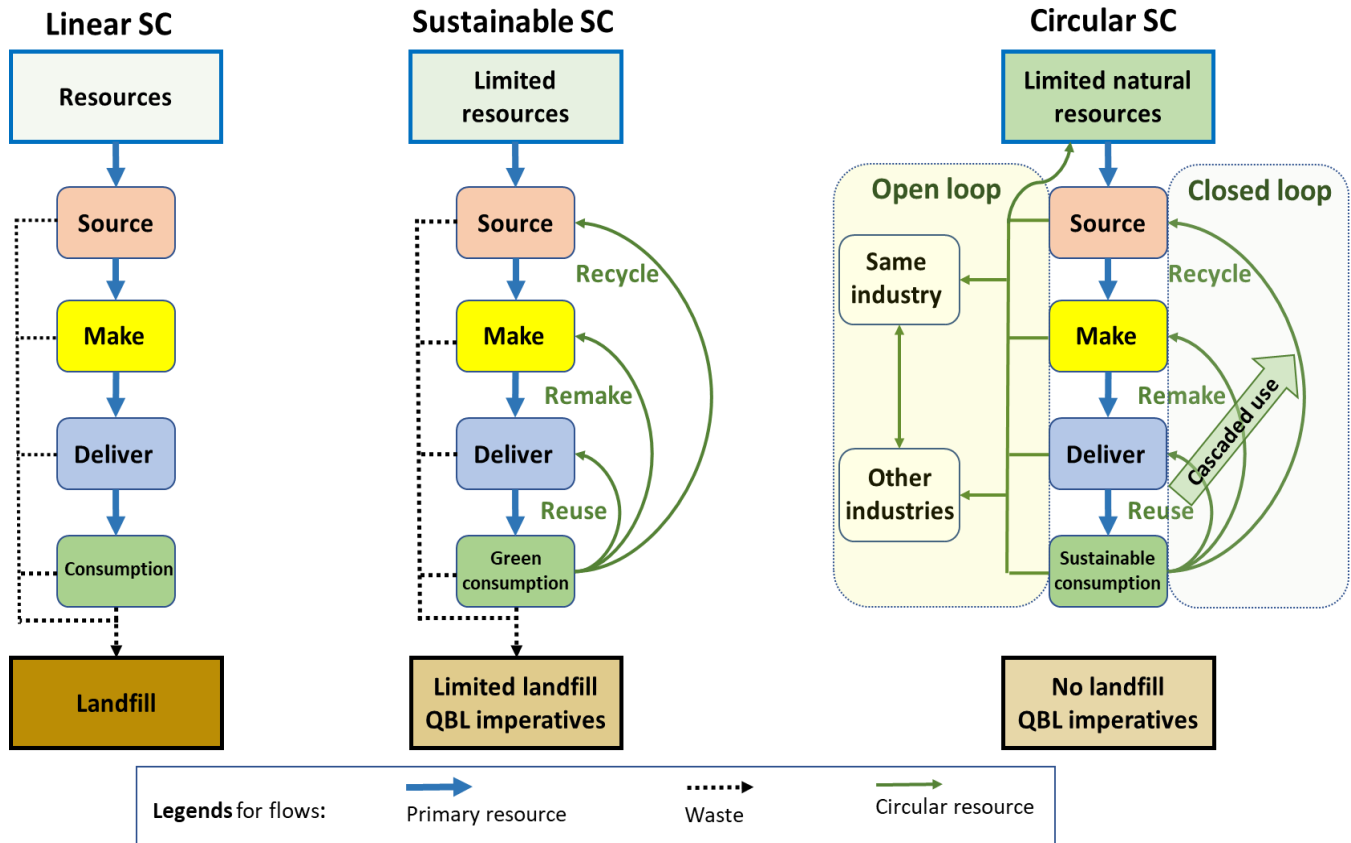 Linear SC
Resources
Source
Make
Deliver
Consumption
Landfill
Sustainable SC
Limited
resources
Source
Recycle
Make
Remake
Deliver
Reuse
Green
consumption
Limited landfill
QBL imperatives
Circular SC
Limited natural
resources
Open loop
Closed loop
Source
Same
industry
Recycle
Make
Remake
Cascaded use
Deliver
Other
industries
Reuse
Sustainable
consumption
No landfill
QBL imperatives
Legends for flows:
Primary resource
Waste
Circular resource